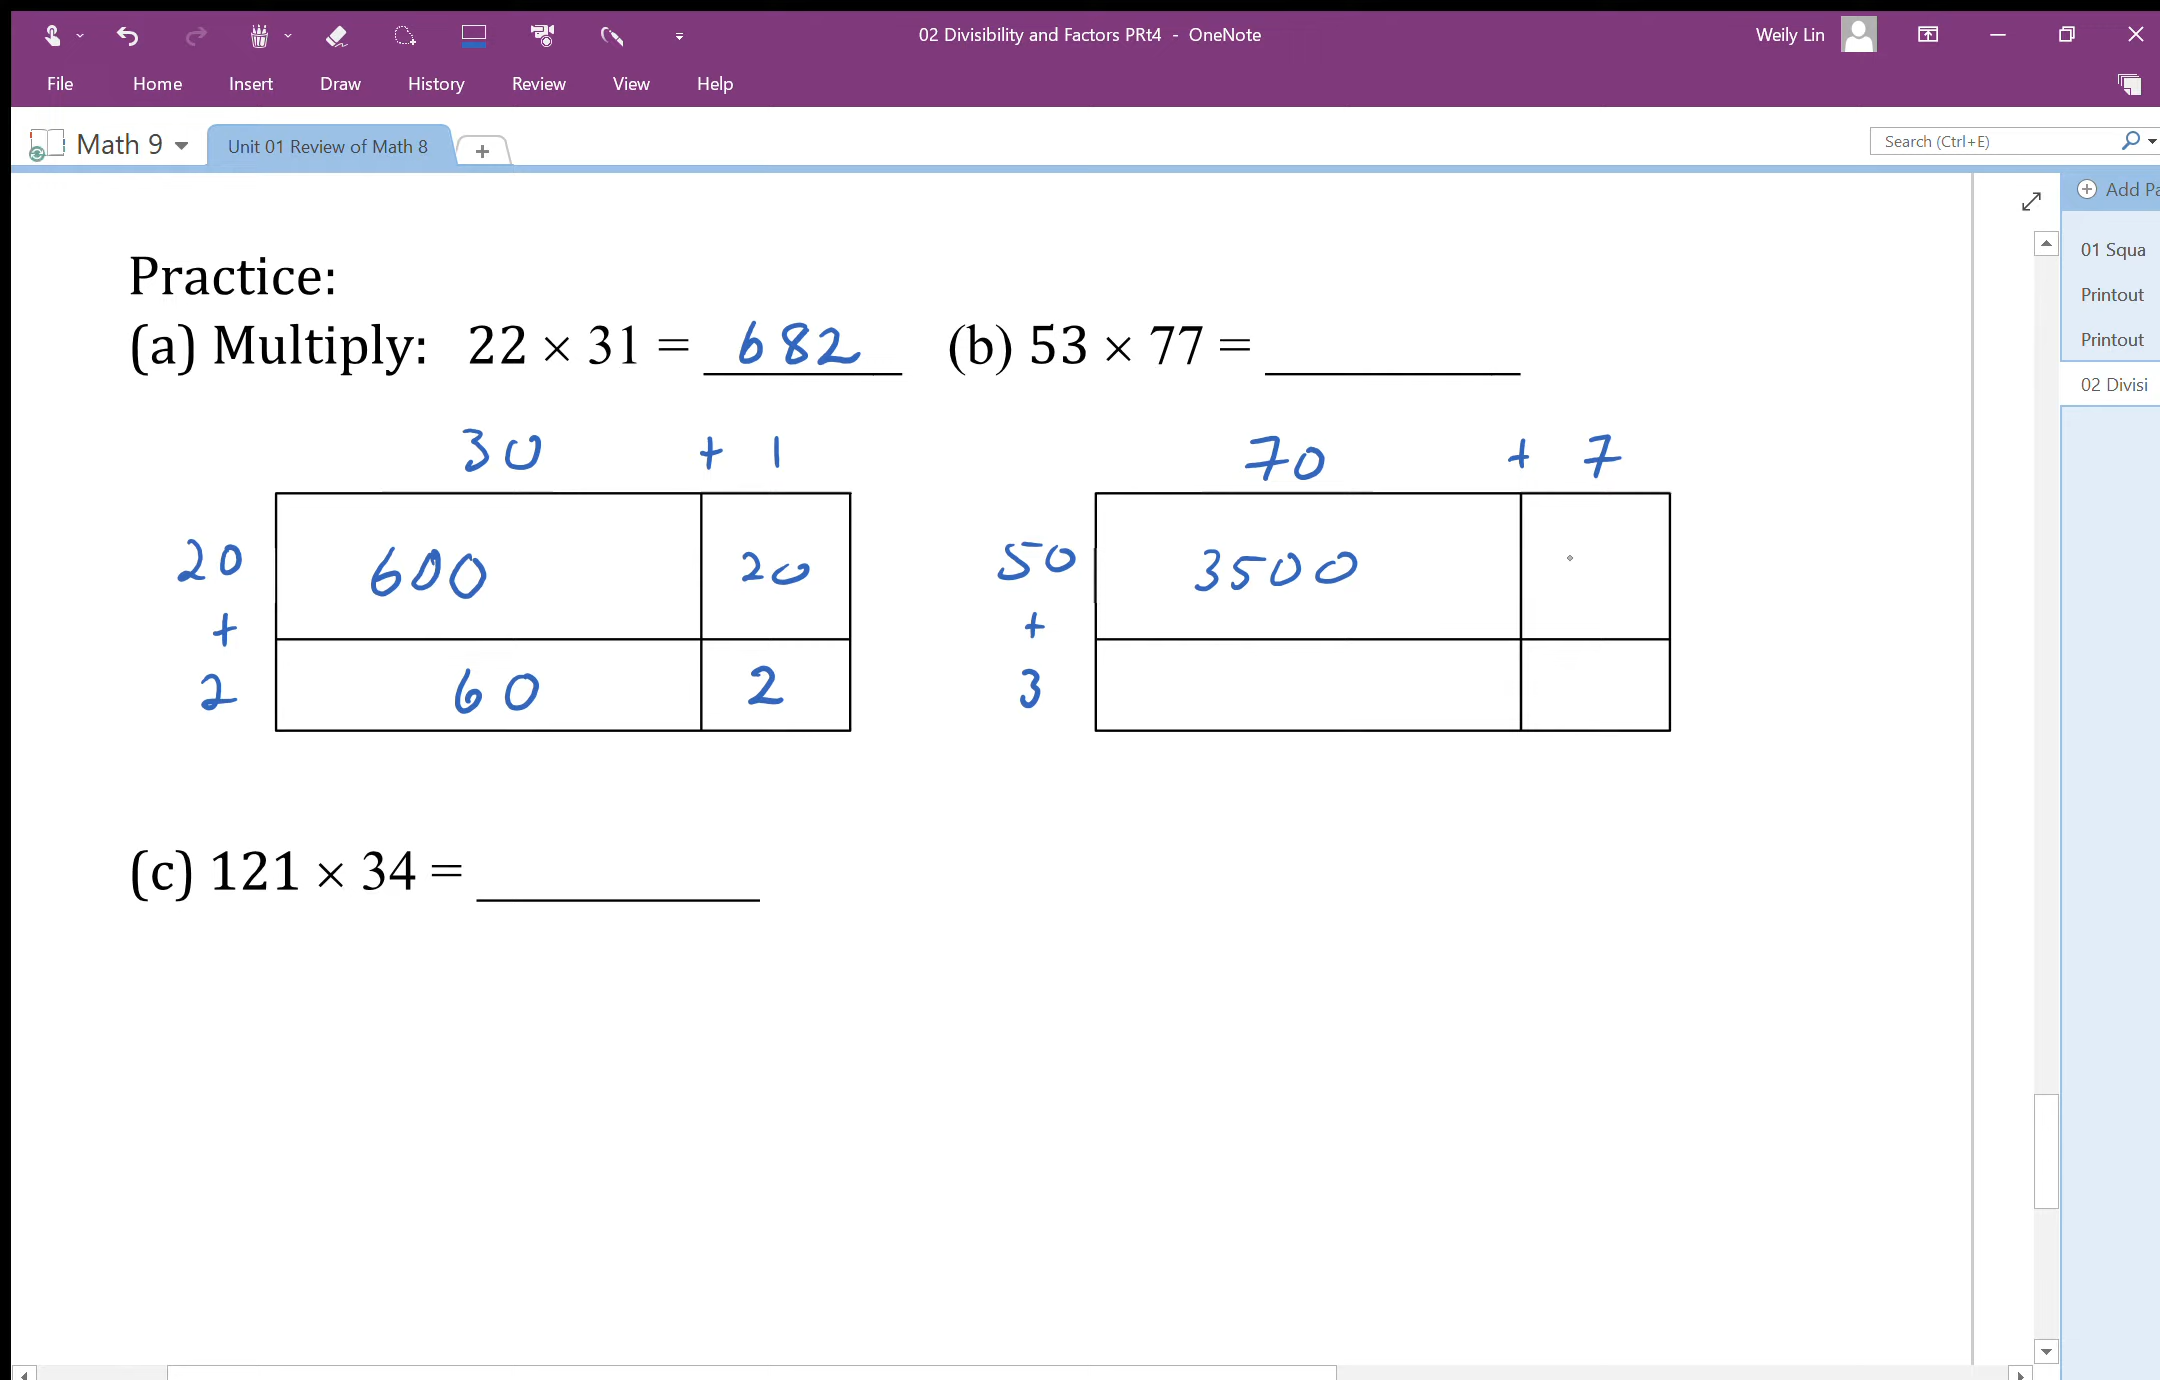 02 Divisibility and Factors PRt4 - OneNote
Weily Lin
File Home Insert Draw History Review View Help
Math 9
Unit 01 Review of Math 8
+
Search (Ctrl+E)
Add Pa
01 Squa
Printout
Printout
02 Divisi
Practice:
(a) Multiply: 22 × 31 = 682 (b) 53 × 77 =
30 + 1
20 600 20
+
2 60 2
70 + 7
50 3500
+
3
(c) 121 × 34 =